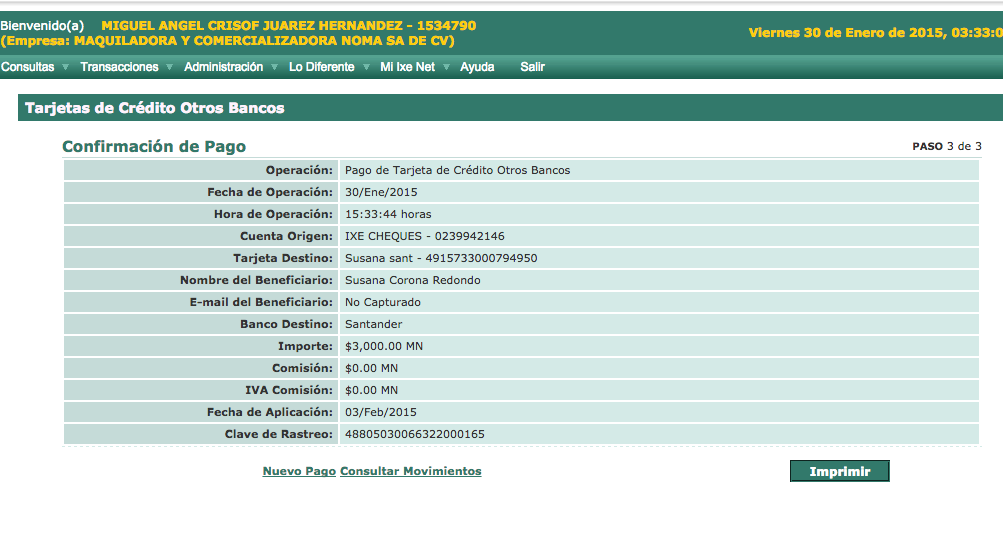 Bienvenido(a) MIGUEL ANGEL CRISOF JUAREZ HERNANDEZ - 1534790
(Empresa: MAQUILADORA Y COMERCIALIZADORA NOMA SA DE CV)
Viernes 30 de Enero de 2015, 03:33:0
Consultas Transacciones Administración Lo Diferente Mi Ixe Net Ayuda Salir
Tarjetas de Crédito Otros Bancos
Confirmación de Pago PASO 3 de 3
Operación: Pago de Tarjeta de Crédito Otros Bancos
Fecha de Operación: 30/Ene/2015
Hora de Operación: 15:33:44 horas
Cuenta Origen: IXE CHEQUES - 0239942146
Tarjeta Destino: Susana sant - 4915733000794950
Nombre del Beneficiario: Susana Corona Redondo
E-mail del Beneficiario: No Capturado
Banco Destino: Santander
Importe: $3,000.00 MN
Comisión: $0.00 MN
IVA Comisión: $0.00 MN
Fecha de Aplicación: 03/Feb/2015
Clave de Rastreo: 48805030066322000165
Nuevo Pago Consultar Movimientos Imprimir